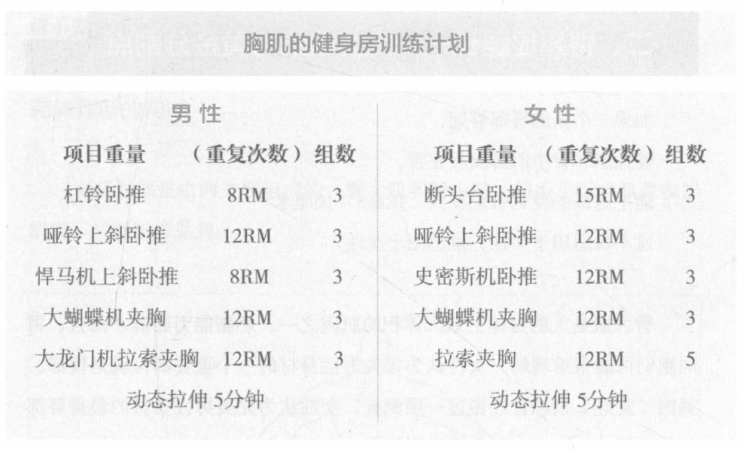 胸肌的健身房训练计划
男性 女性
项目重量 （重复次数）组数 项目重量 （重复次数）组数
杠铃卧推 8RM 3 断头台卧推 12RM 3
哑铃上斜卧推 12RM 3 哑铃上斜卧推 12RM 3
悍马机上斜卧推 8RM 3 史密斯机卧推 12RM 3
大蝴蝶机夹胸 12RM 3 大蝴蝶机夹胸 12RM 3
大龙门机拉索夹胸 12RM 3 拉索夹胸 12RM 5
动态拉伸 5分钟 动态拉伸 5分钟